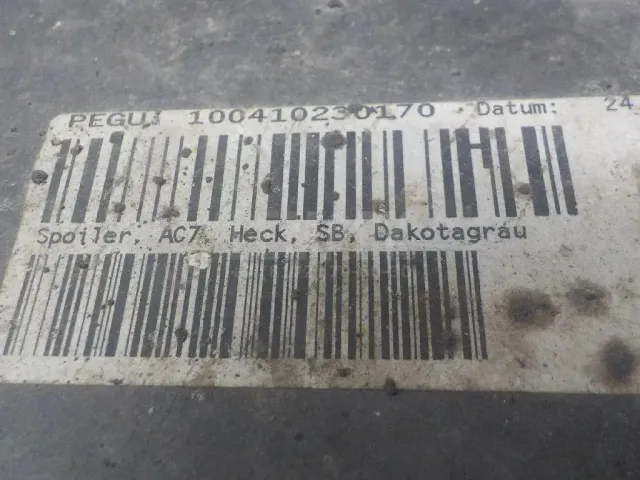 PEGU: 100410230170 Datum: 24
Spoiler, AC7, Heck, SB, Dakotagrau